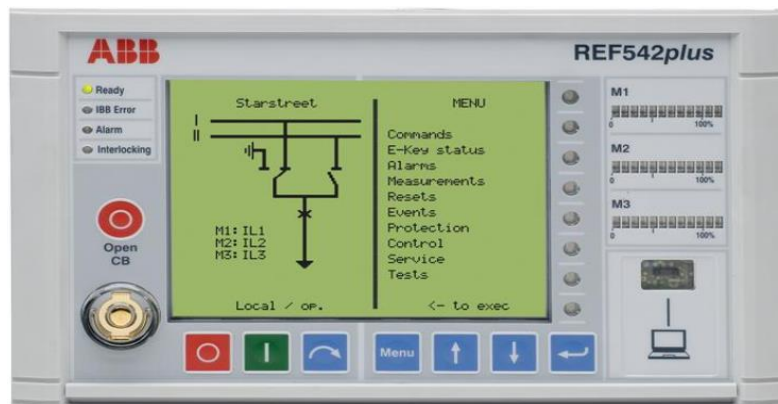 ABB
REF542plus
Ready
IBB Error
Alarm
Interlocking
Open
CB
Starstreet
I
II
M1: IL1
M2: IL2
M3: IL3
Local / op.
MENU
Commands
E-Key status
Alarms
Measurements
Resets
Events
Protection
Control
Service
Tests
<- to exec
M1
0 100%
M2
0 100%
M3
0 100%
Menu